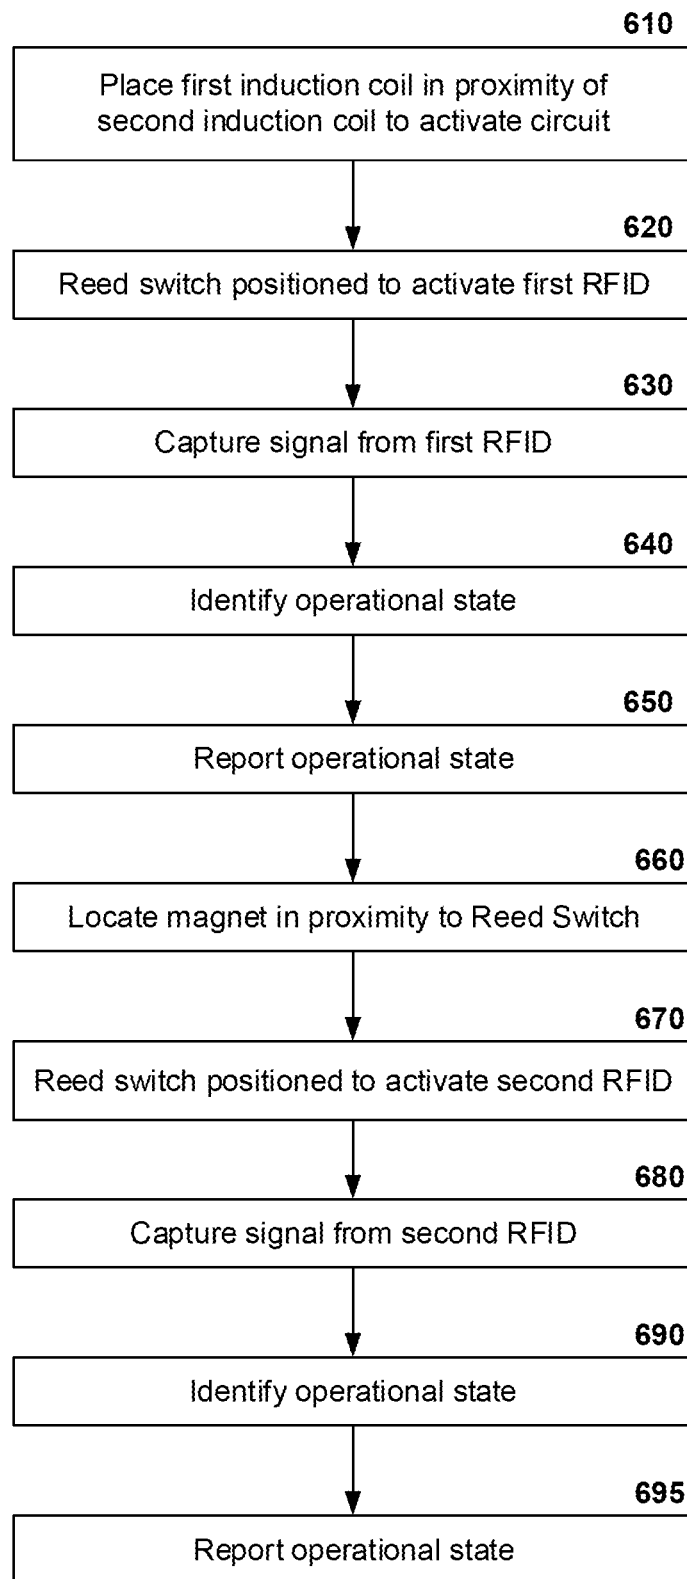 610
Place first induction coil in proximity of
second induction coil to activate circuit
620
Reed switch positioned to activate first RFID
630
Capture signal from first RFID
640
Identify operational state
650
Report operational state
660
Locate magnet in proximity to Reed Switch
670
Reed switch positioned to activate second RFID
680
Capture signal from second RFID
690
Identify operational state
695
Report operational state